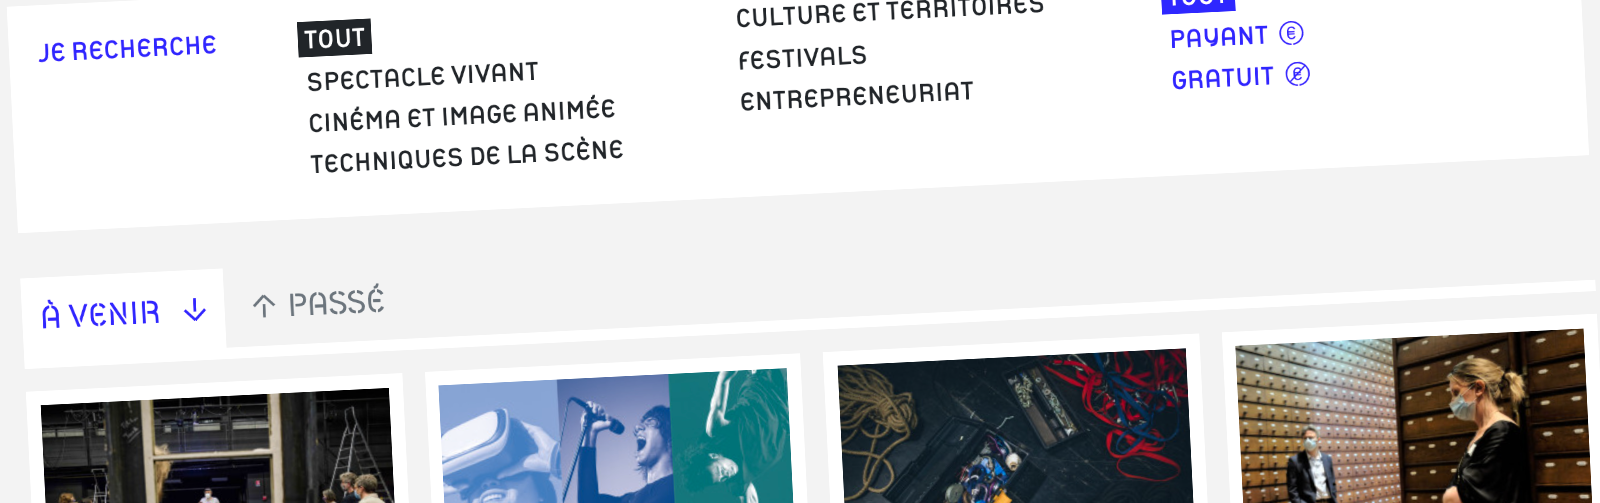 JE RECHERCHE
TOUT
SPECTACLE VIVANT
CINÉMA ET IMAGE ANIMÉE
TECHNIQUES DE LA SCÈNE
CULTURE ET TERRITOIRES
FESTIVALS
ENTREPRENEURIAT
TOUT
PAYANT
GRATUIT
À VENIR
PASSÉ